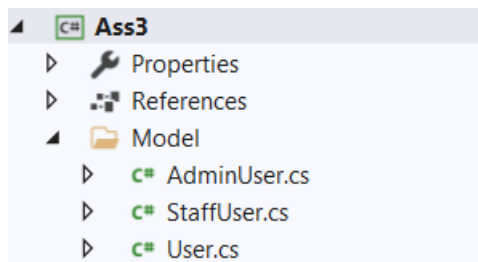 C# Ass3
Properties
References
Model
C# AdminUser.cs
C# StaffUser.cs
C# User.cs